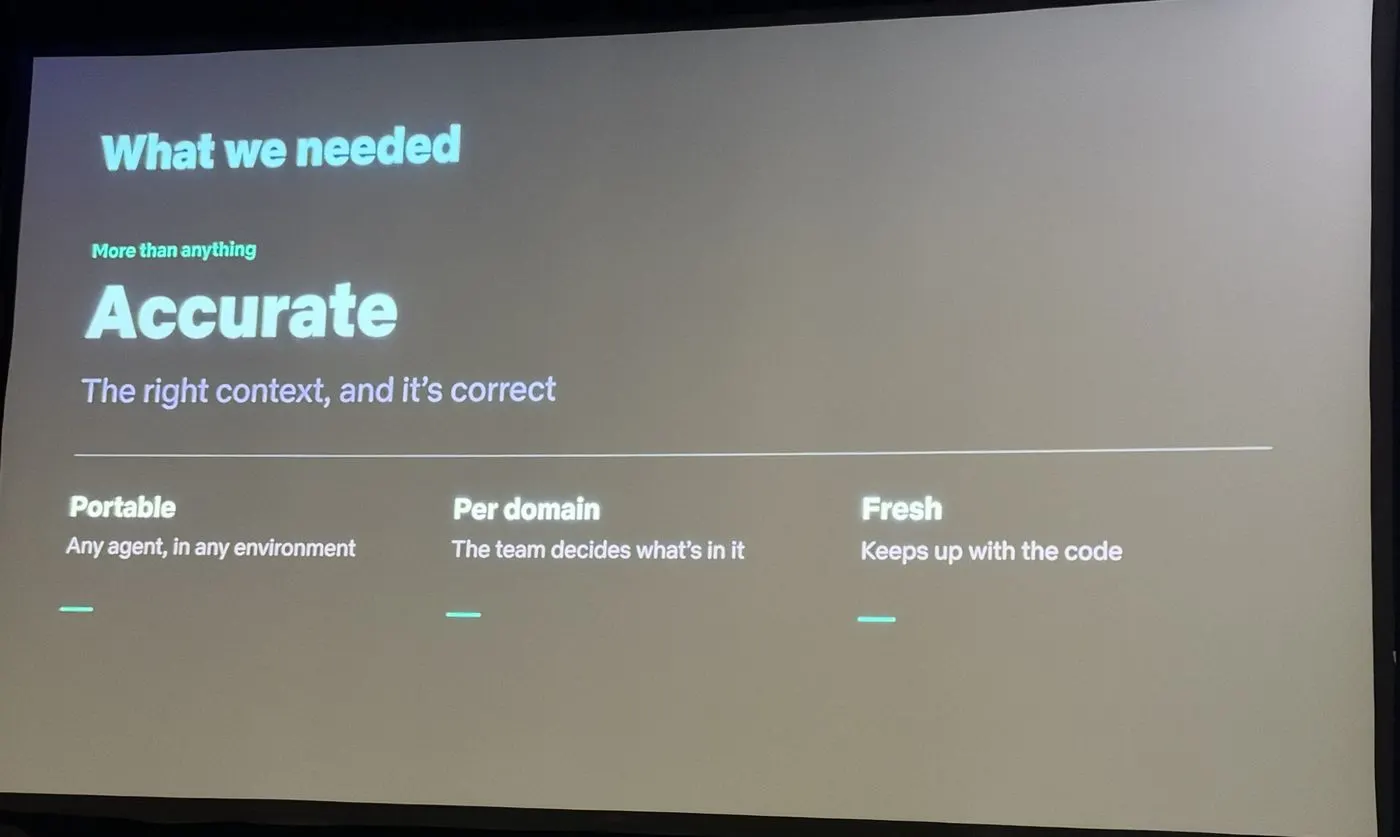 What we needed
More than anything
Accurate
The right context, and it's correct
Portable
Any agent, in any environment
Per domain
The team decides what's in it
Fresh
Keeps up with the code